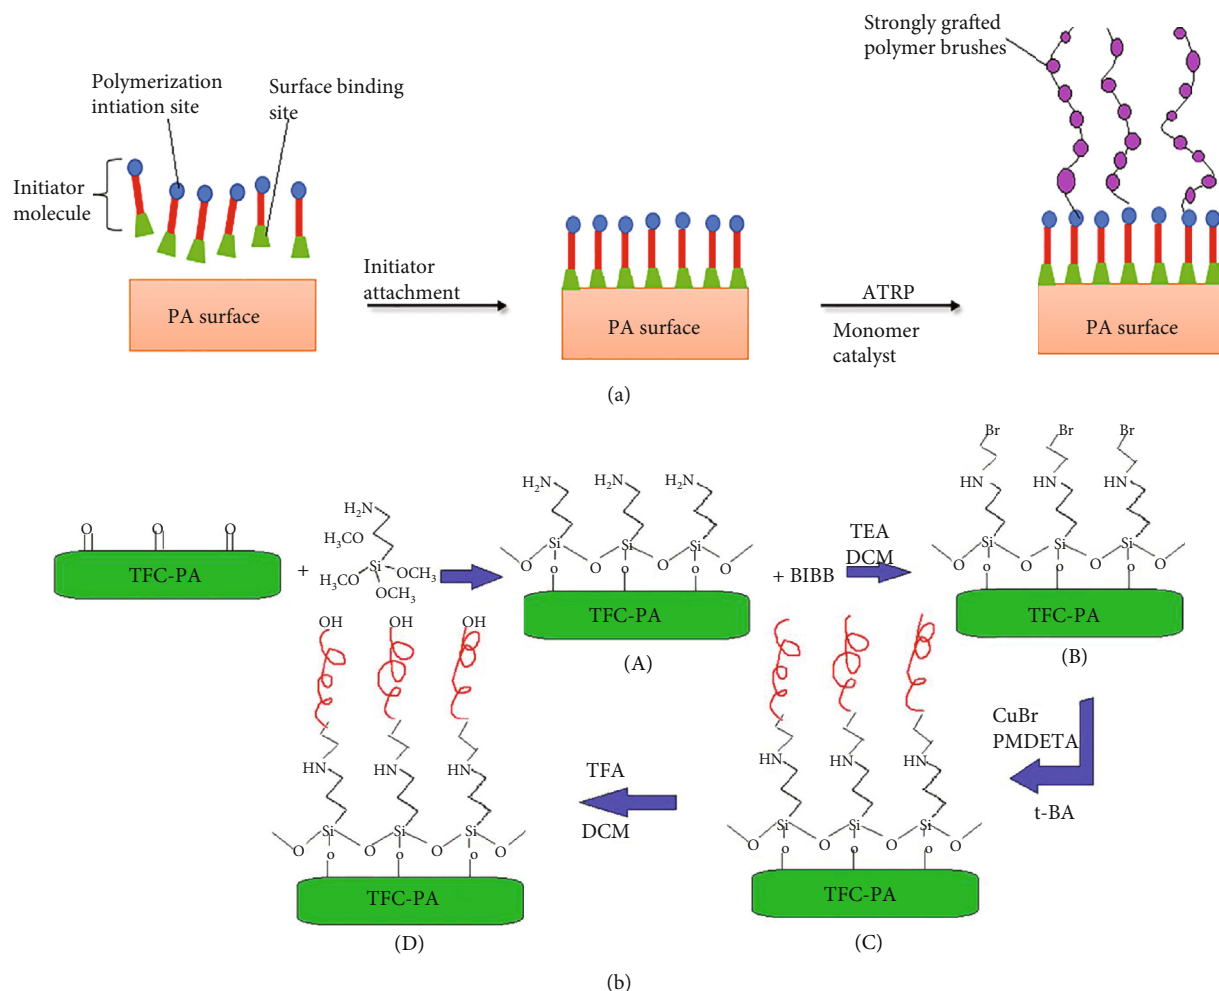 Strongly grafted
polymer brushes
Polymerization
intiation site
Surface binding
site
Initiator
molecule
PA surface
Initiator
attachment
PA surface
ATRP
Monomer
catalyst
PA surface
(a)
O O O
TFC-PA
+
H₂N
H₃CO
Si
H₃CO
OCH₃
OCH₃
H₂N H₂N H₂N
Si Si Si
O O O O
o o o
TFC-PA
(A)
+ BIBB
TEA
DCM
Br Br Br
HN HN HN
Si Si Si
O O O O
o o o
TFC-PA
(B)
CuBr
PMDETA
t-BA
HN HN HN
Si Si Si
O O O O
o o o
TFC-PA
(C)
TFA
DCM
OH OH OH
HN HN HN
Si Si Si
O O O O
o o o
TFC-PA
(D)
(b)